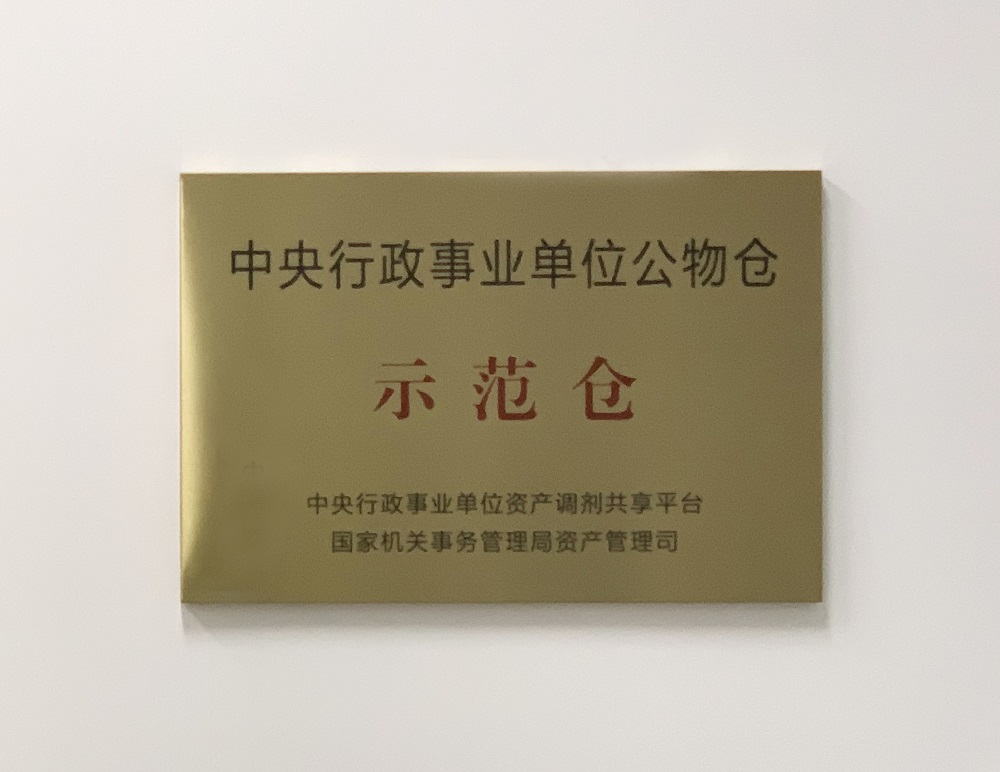 中央行政事业单位公物仓
示范仓
中央行政事业单位资产调剂共享平台
国家机关事务管理局资产管理司